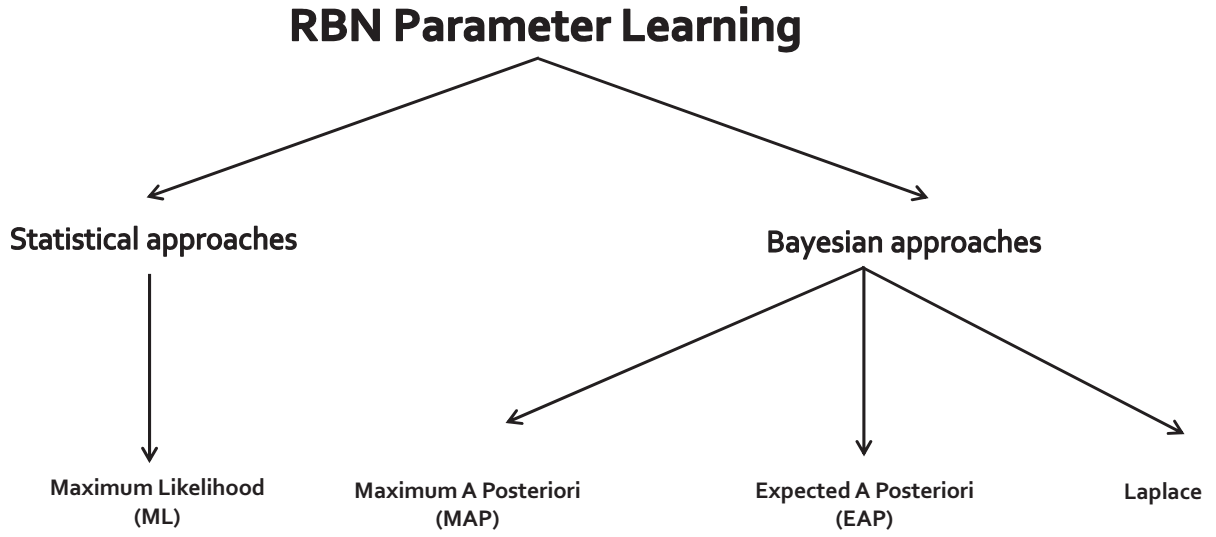 RBN Parameter Learning
Statistical approaches
Bayesian approaches
Maximum Likelihood
(ML)
Maximum A Posteriori
(MAP)
Expected A Posteriori
(EAP)
Laplace